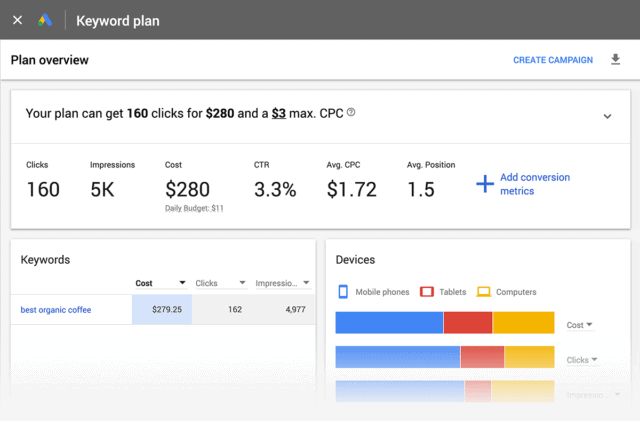 Keyword plan
Plan overview
CREATE CAMPAIGN
Your plan can get 160 clicks for $280 and a $3 max. CPC
Clicks Impressions Cost CTR Avg. CPC Avg. Position
160 5K $280 3.3% $1.72 1.5
Daily Budget: $11
Add conversion
metrics
Keywords
Cost Clicks Impressio...
best organic coffee $279.25 162 4,977
Devices
Mobile phones Tablets Computers
Cost
Clicks
Impression